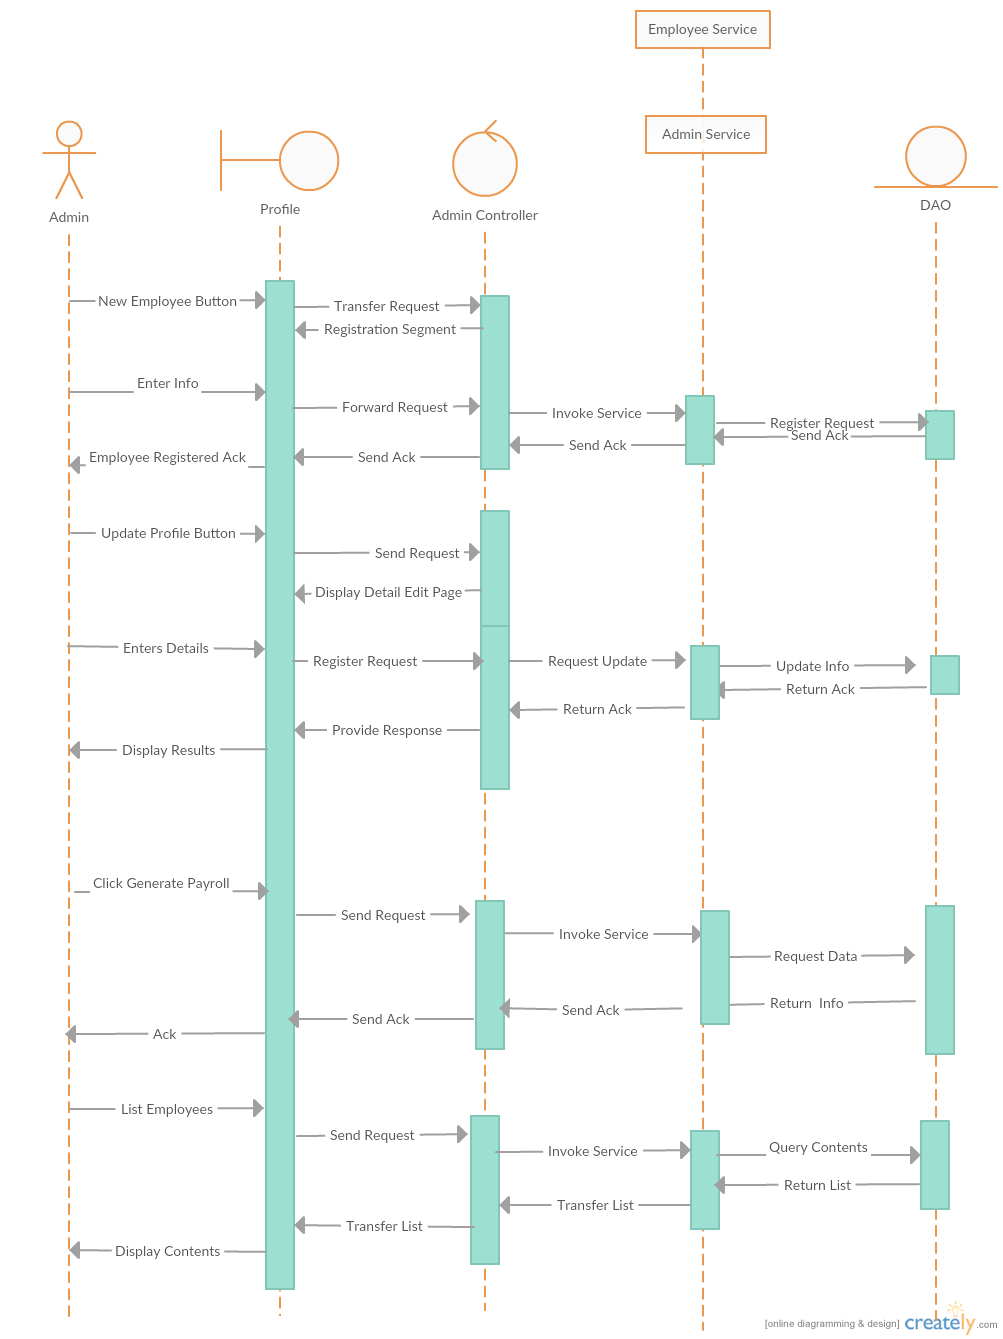 Employee Service
Admin Service
Admin
Profile
Admin Controller
DAO
New Employee Button
Transfer Request
Registration Segment
Enter Info
Forward Request
Invoke Service
Register Request
Send Ack
Send Ack
Send Ack
Employee Registered Ack
Update Profile Button
Send Request
Display Detail Edit Page
Enters Details
Register Request
Request Update
Update Info
Return Ack
Return Ack
Provide Response
Display Results
Click Generate Payroll
Send Request
Invoke Service
Request Data
Return Info
Send Ack
Send Ack
Ack
List Employees
Send Request
Invoke Service
Query Contents
Return List
Transfer List
Transfer List
Display Contents
[online diagramming & design] creately.com